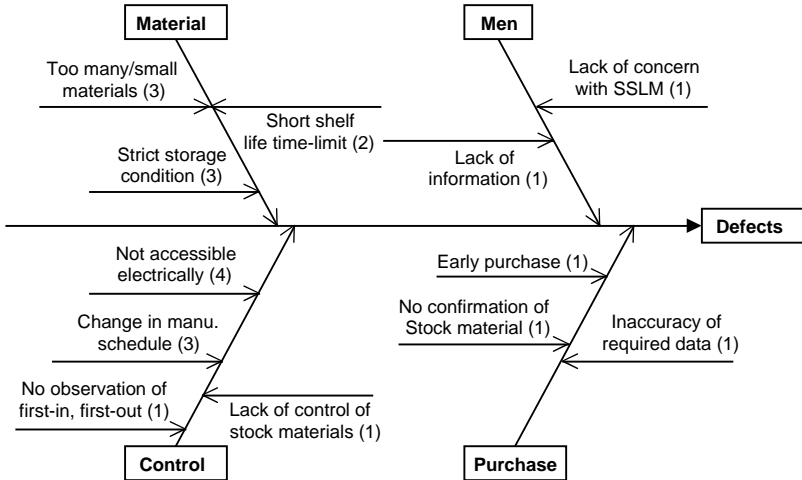 Material
Men
Too many/small
materials (3)
Lack of concern
with SSLM (1)
Short shelf
life time-limit (2)
Strict storage
condition (3)
Lack of
information (1)
Defects
Not accessible
electrically (4)
Early purchase (1)
Change in manu.
schedule (3)
No confirmation of
Stock material (1)
Inaccuracy of
required data (1)
No observation of
first-in, first-out (1)
Lack of control of
stock materials (1)
Control
Purchase